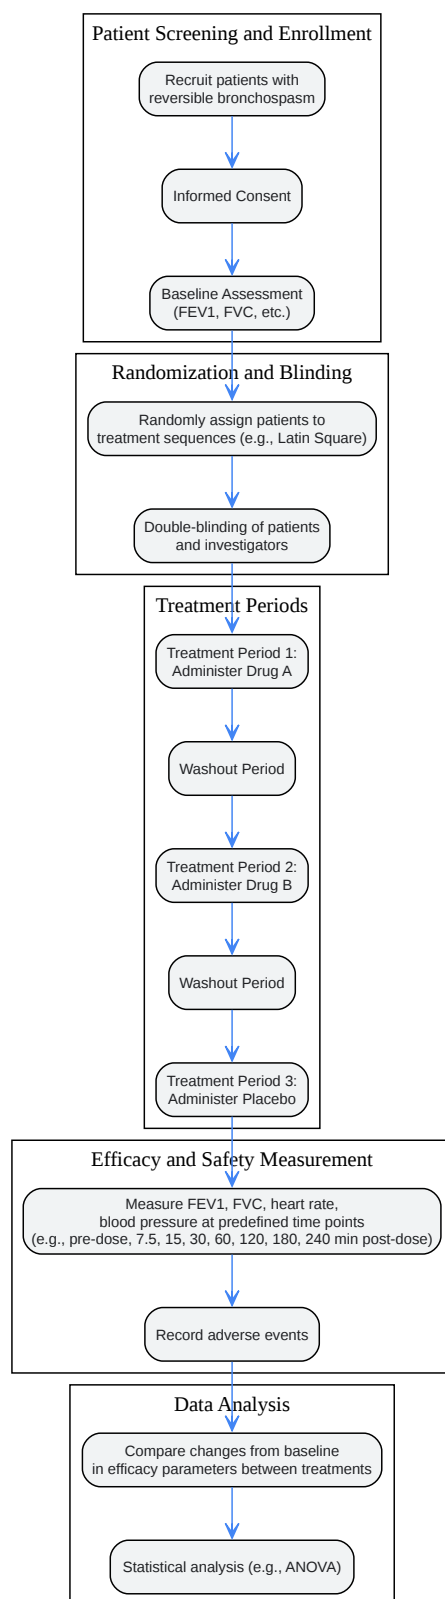 Patient Screening and Enrollment
Recruit patients with
reversible bronchospasm
Informed Consent
Baseline Assessment
(FEV1, FVC, etc.)
Randomization and Blinding
Randomly assign patients to
treatment sequences (e.g., Latin Square)
Double-blinding of patients
and investigators
Treatment Periods
Treatment Period 1:
Administer Drug A
Washout Period
Treatment Period 2:
Administer Drug B
Washout Period
Treatment Period 3:
Administer Placebo
Efficacy and Safety Measurement
Measure FEV1, FVC, heart rate,
blood pressure at predefined time points
(e.g., pre-dose, 7.5, 15, 30, 60, 120, 180, 240 min post-dose)
Record adverse events
Data Analysis
Compare changes from baseline
in efficacy parameters between treatments
Statistical analysis (e.g., ANOVA)